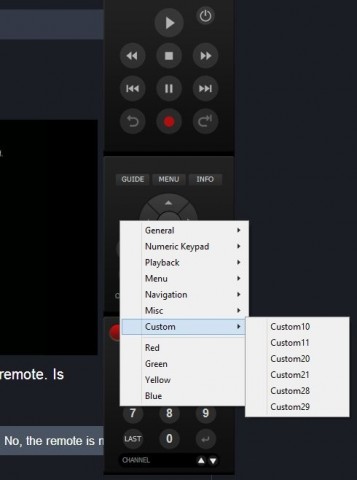 GUIDE MENU INFO
General
Numeric Keypad
Playback
Menu
Navigation
Misc
Custom
Custom10
Custom11
Custom20
Custom21
Custom28
Custom29
Red
Green
Yellow
Blue
remote. Is
7 8 9
No, the remote is n
LAST 0
CHANNEL